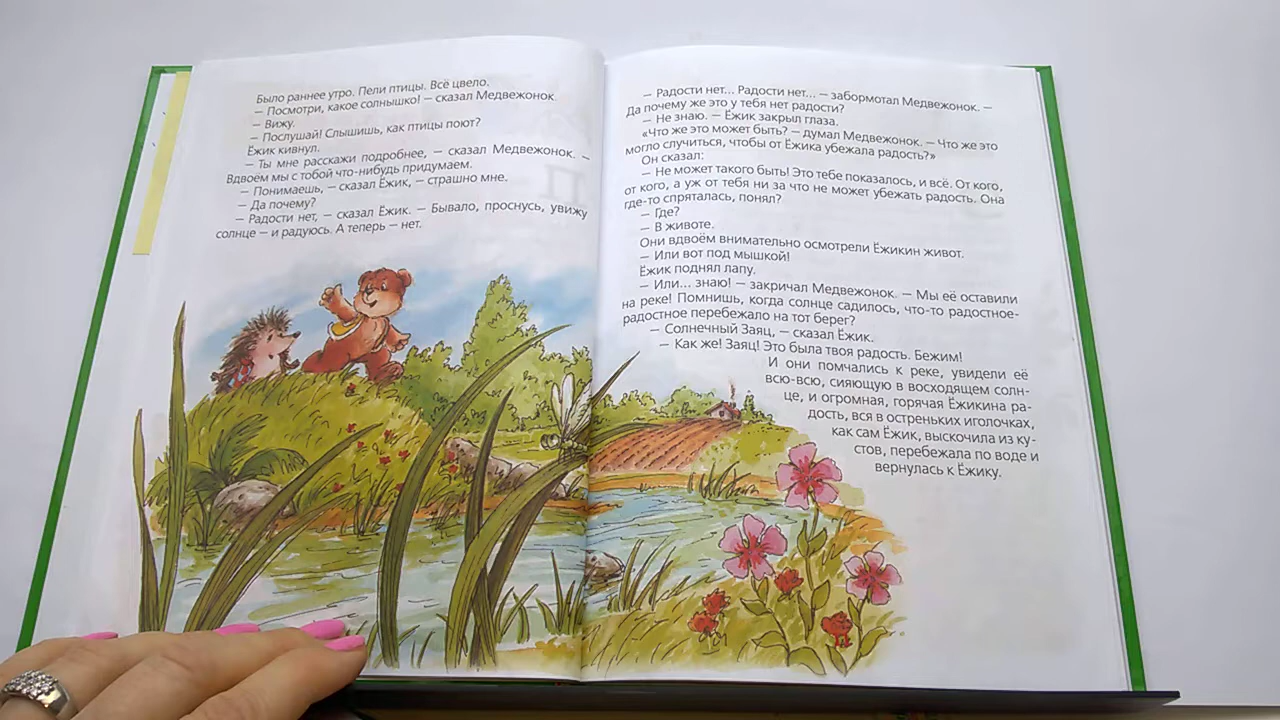 Было раннее утро. Пели птицы. Всё цвело.
— Посмотри, какое солнышко! — сказал Медвежонок
— Вижу.
— Послушай! Слышишь, как птицы поют?
Ёжик кивнул.
— Ты мне расскажи подробнее, — сказал Медвежонок. —
Вдвоем мы с тобой что-нибудь придумаем.
— Понимаешь, — сказал Ёжик, — страшно мне.
— Да почему?
— Радости нет, — сказал Ёжик. — Бывало, проснусь, увижу
солнце — и радуюсь. А теперь — нет.
— Радости нет... Радости нет... — забормотал Медвежонок. —
Да почему же это у тебя нет радости?
— Не знаю. — Ёжик закрыл глаза.
«Что же это может быть? — думал Медвежонок. — Что же это
могло случиться, чтобы от Ёжика убежала радость?»
Он сказал:
— Не может такого быть! Это тебе показалось, и всё. От кого,
от кого, а уж от тебя ни за что не может убежать радость. Она
где-то спряталась, понял?
— Где?
— В животе.
Они вдвоём внимательно осмотрели Ёжикин живот.
— Или вот под мышкой!
Ёжик поднял лапу.
— Или... знаю! — закричал Медвежонок. — Мы её оставили
на реке! Помнишь, когда солнце садилось, что-то радостное-
радостное перебежало на тот берег?
— Солнечный Заяц, — сказал Ёжик.
— Как же! Заяц! Это была твоя радость. Бежим!
И они помчались к реке, увидели её
всю-всю, сияющую в восходящем солн-
це, и огромная, горячая Ёжикина ра-
дость, вся в остреньких иголочках,
как сам Ёжик, выскочила из ку-
стов, перебежала по воде и
вернулась к Ёжику.